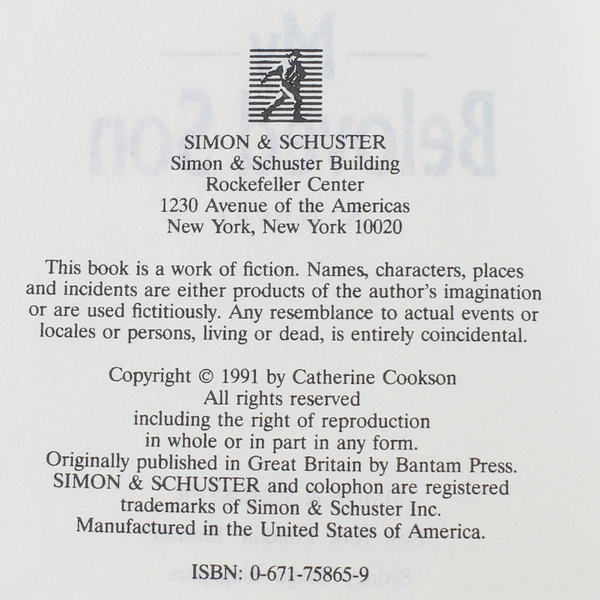 SIMON & SCHUSTER
Simon & Schuster Building
Rockefeller Center
1230 Avenue of the Americas
New York, New York 10020
This book is a work of fiction. Names, characters, places
and incidents are either products of the author's imagination
or are used fictitiously. Any resemblance to actual events or
locales or persons, living or dead, is entirely coincidental.
Copyright © 1991 by Catherine Cookson
All rights reserved
including the right of reproduction
in whole or in part in any form.
Originally published in Great Britain by Bantam Press.
SIMON & SCHUSTER and colophon are registered
trademarks of Simon & Schuster Inc.
Manufactured in the United States of America.
ISBN: 0-671-75865-9